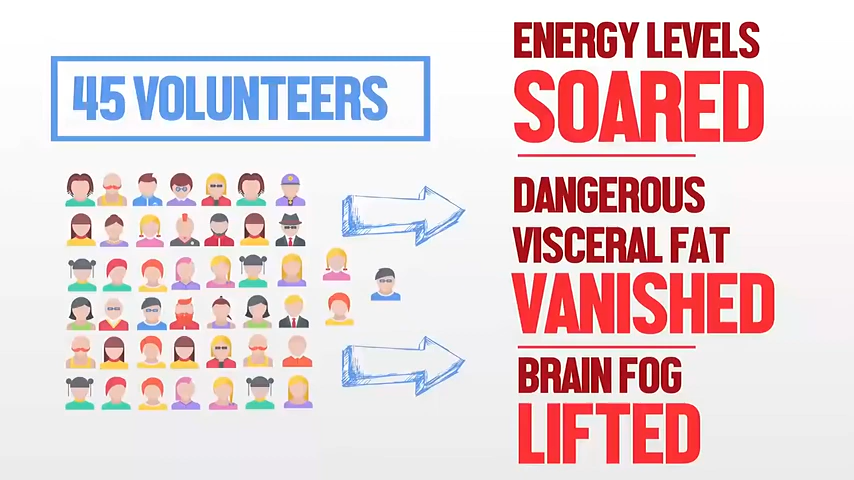 45 VOLUNTEERS
ENERGY LEVELS
SOARED
DANGEROUS
VISCERAL FAT
VANISHED
BRAIN FOG
LIFTED